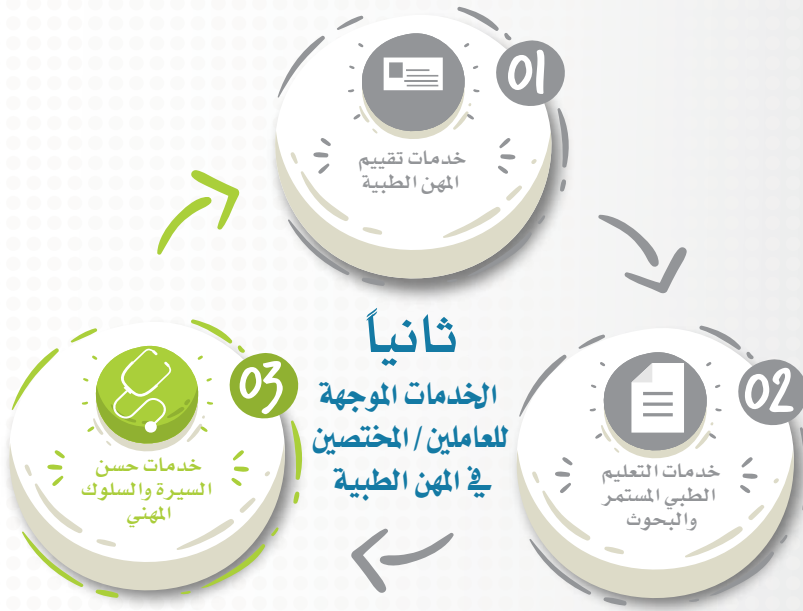 01
خدمات تقييم
المهن الطبية
ثانياً
الخدمات الموجهة
للعاملين / المختصين
في المهن الطبية
02
خدمات التعليم
الطبي المستمر
والبحوث
03
خدمات حسن
السيرة والسلوك
المهني